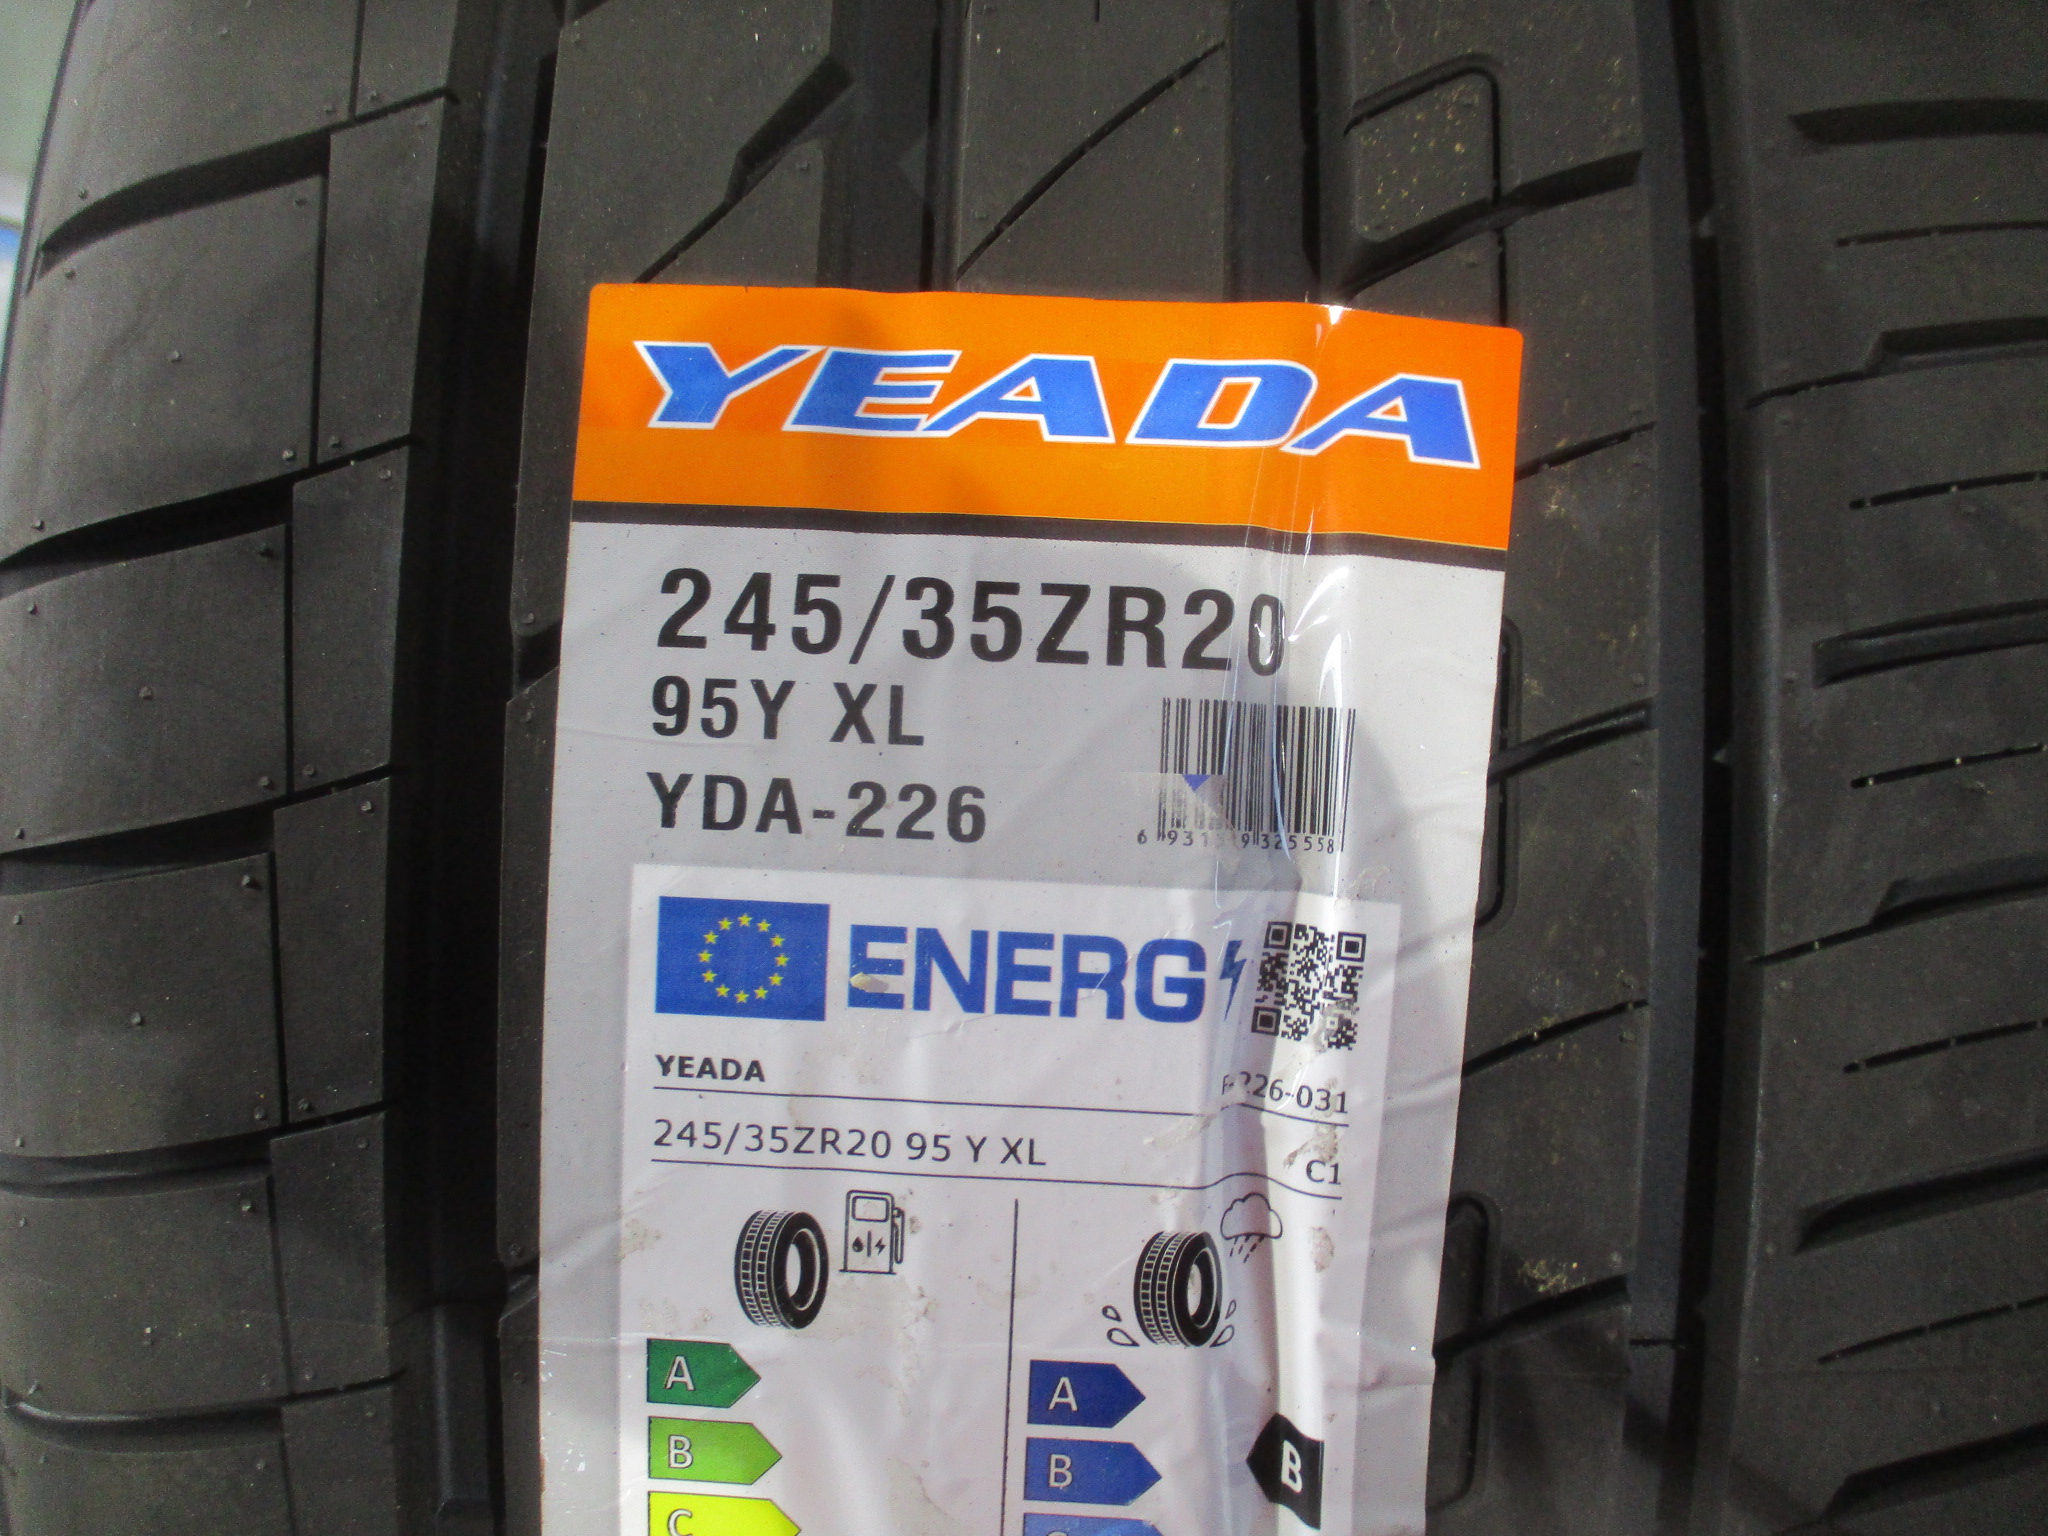 YEADA
245/35ZR20
95Y XL
YDA-226
ENERG
YEADA
245/35ZR20 95 Y XL
C1
A
A
B
B
B
C